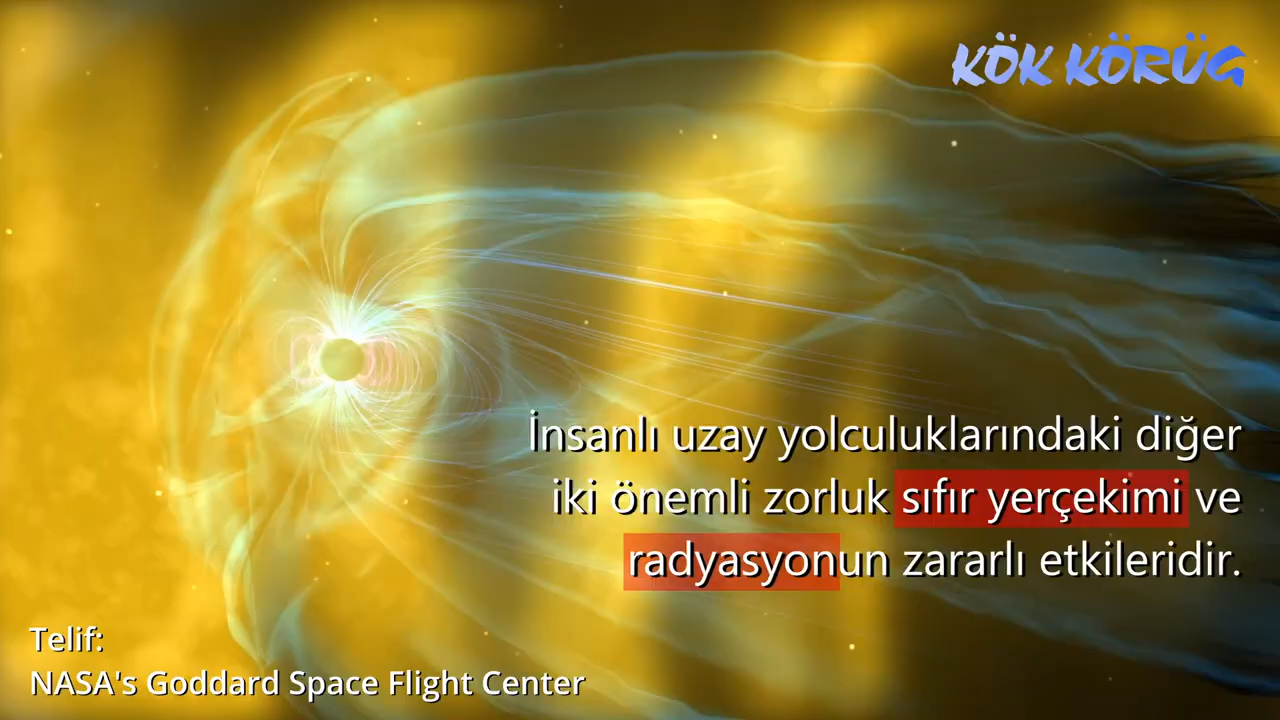 KÖK KÖRÜG
İnsanlı uzay yolculuklarındaki diğer
iki önemli zorluk sıfır yerçekimi ve
radyasyonun zararlı etkileridir.
Telif:
NASA's Goddard Space Flight Center